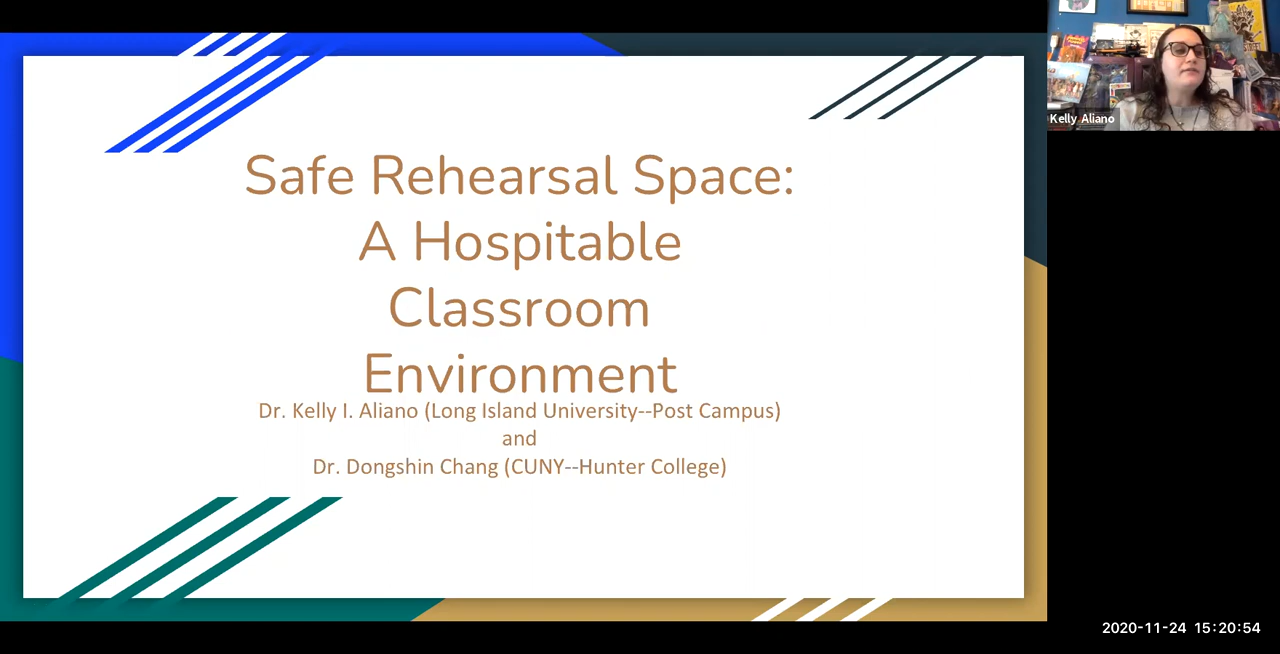 Safe Rehearsal Space:
A Hospitable
Classroom
Environment
Dr. Kelly I. Aliano (Long Island University--Post Campus)
and
Dr. Dongshin Chang (CUNY--Hunter College)
Kelly Aliano
2020-11-24 15:20:54